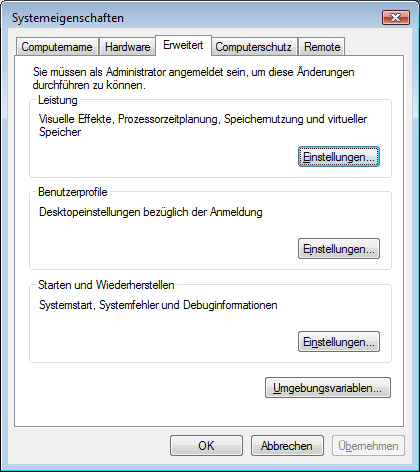 Systemeigenschaften
Computername Hardware Erweitert Computerschutz Remote
Sie müssen als Administrator angemeldet sein, um diese Änderungen
durchführen zu können.
Leistung
Visuelle Effekte, Prozessorzeitplanung, Speichernutzung und virtueller
Speicher
Einstellungen...
Benutzerprofile
Desktopeinstellungen bezüglich der Anmeldung
Einstellungen...
Starten und Wiederherstellen
Systemstart, Systemfehler und Debuginformationen
Einstellungen...
Umgebungsvariablen...
OK Abbrechen Übernehmen